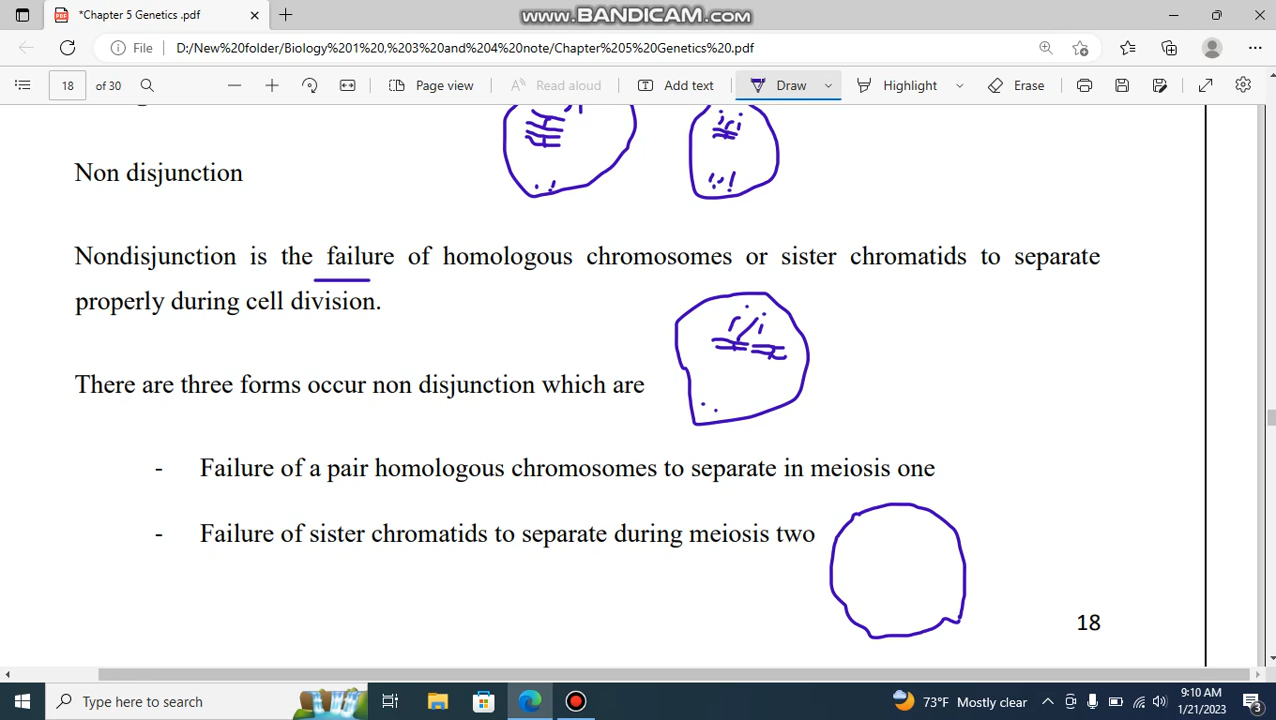 *Chapter 5 Genetics .pdf
www.BANDICAM.com
File
D:/New%20folder/Biology%201%20,%203%20and%204%20note/Chapter%205%20Genetics%20.pdf
18 of 30
Page view
Read aloud
Add text
Draw
Highlight
Erase
Non disjunction
Nondisjunction is the failure of homologous chromosomes or sister chromatids to separate
properly during cell division.
There are three forms occur non disjunction which are
- Failure of a pair homologous chromosomes to separate in meiosis one
- Failure of sister chromatids to separate during meiosis two
18
Type here to search
73°F Mostly clear
9:10 AM
1/21/2023
3